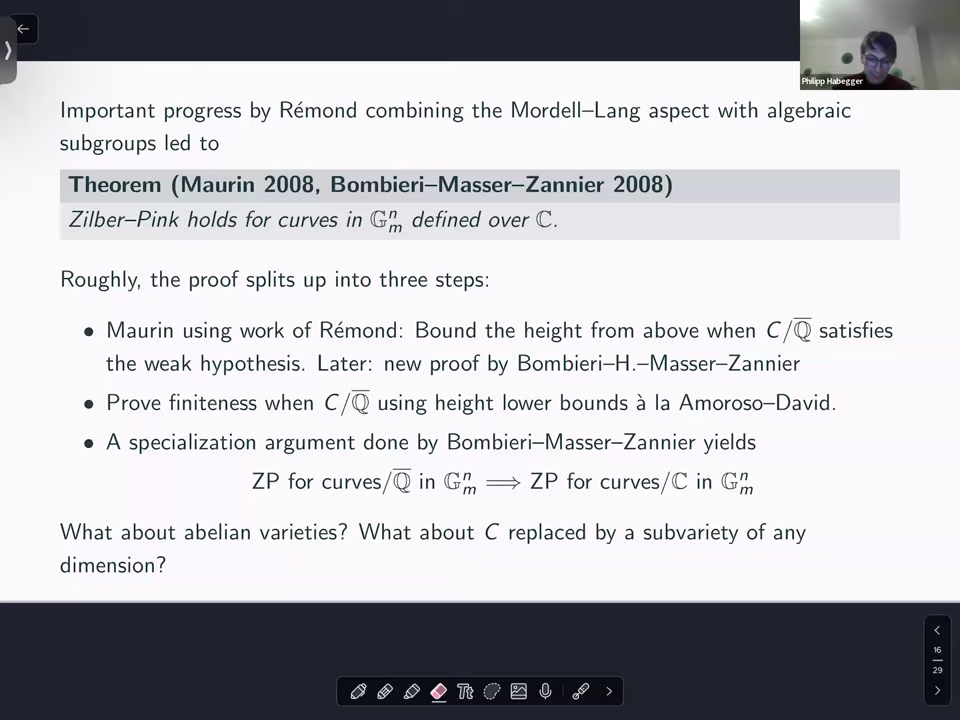 Philipp Habegger
Important progress by Rémond combining the Mordell–Lang aspect with algebraic
subgroups led to
Theorem (Maurin 2008, Bombieri–Masser–Zannier 2008)
Zilber–Pink holds for curves in 𝔾ₘⁿ defined over ℂ.
Roughly, the proof splits up into three steps:
• Maurin using work of Rémond: Bound the height from above when C/ℚ̅ satisfies
the weak hypothesis. Later: new proof by Bombieri–H.–Masser–Zannier
• Prove finiteness when C/ℚ̅ using height lower bounds à la Amoroso–David.
• A specialization argument done by Bombieri–Masser–Zannier yields
ZP for curves/ℚ̅ in 𝔾ₘⁿ ⟹ ZP for curves/ℂ in 𝔾ₘⁿ
What about abelian varieties? What about C replaced by a subvariety of any
dimension?
16
29
Tt